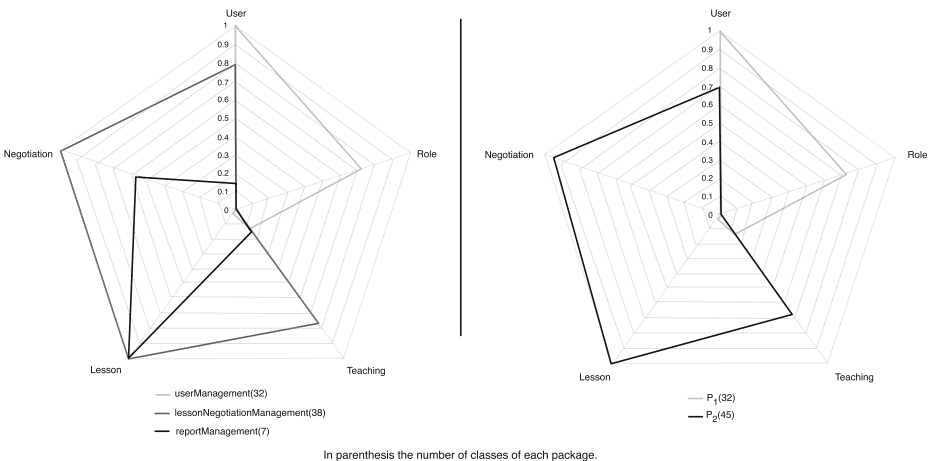 User
1
0.9
0.8
0.7
0.6
0.5
0.4
0.3
0.2
0.1
0
Negotiation
Role
Lesson
Teaching
userManagement(32)
lessonNegotiationManagement(38)
reportManagement(7)
User
1
0.9
0.8
0.7
0.6
0.5
0.4
0.3
0.2
0.1
0
Negotiation
Role
Lesson
Teaching
P1(32)
P2(45)
In parenthesis the number of classes of each package.